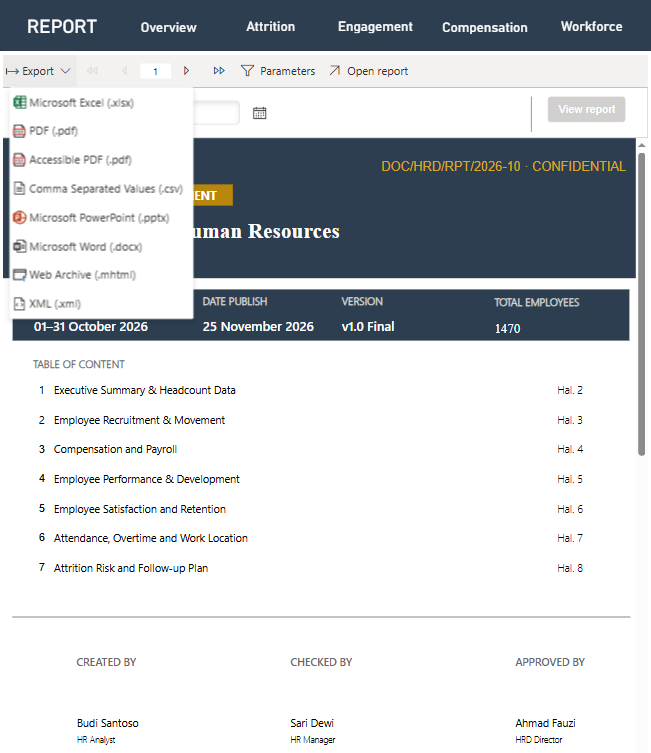 REPORT Overview Attrition Engagement Compensation Workforce
Export 1 Parameters Open report
Microsoft Excel (.xlsx)
PDF (.pdf)
Accessible PDF (.pdf)
Comma Separated Values (.csv)
Microsoft PowerPoint (.pptx)
Microsoft Word (.docx)
Web Archive (.mhtml)
XML (.xml)
View report
DOC/HRD/RPT/2026-10 · CONFIDENTIAL
ENT
uman Resources
DATE PUBLISH VERSION TOTAL EMPLOYEES
01–31 October 2026 25 November 2026 v1.0 Final 1470
TABLE OF CONTENT
1 Executive Summary & Headcount Data Hal. 2
2 Employee Recruitment & Movement Hal. 3
3 Compensation and Payroll Hal. 4
4 Employee Performance & Development Hal. 5
5 Employee Satisfaction and Retention Hal. 6
6 Attendance, Overtime and Work Location Hal. 7
7 Attrition Risk and Follow-up Plan Hal. 8
CREATED BY CHECKED BY APPROVED BY
Budi Santoso Sari Dewi Ahmad Fauzi
HR Analyst HR Manager HRD Director